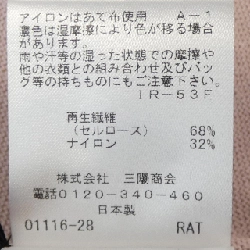 アイロンはあて布使用 A-1
濃色は湿摩擦により色が移る場合
があります。
雨や汗等の湿った状態での摩擦や
他の衣類との組み合わせ及びバッ
グ等の持ちものにもご注意下さい。
IR-53F
再生繊維
(セルロース) 68%
ナイロン 32%
株式会社 三陽商会
電話0120-340-460
日本製
01116-28 RAT